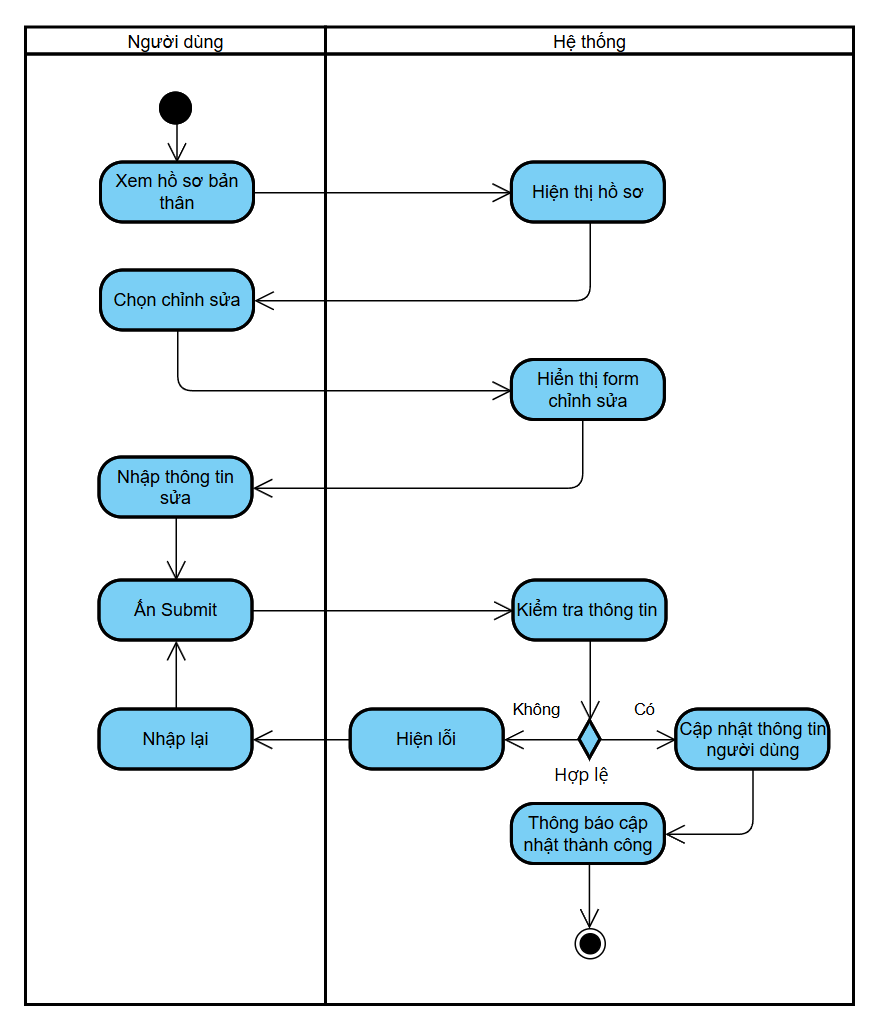 Người dùng
Hệ thống
Xem hồ sơ bản
thân
Hiện thị hồ sơ
Chọn chỉnh sửa
Hiển thị form
chỉnh sửa
Nhập thông tin
sửa
Ấn Submit
Kiểm tra thông tin
Không
Có
Nhập lại
Hiện lỗi
Cập nhật thông tin
người dùng
Hợp lệ
Thông báo cập
nhật thành công